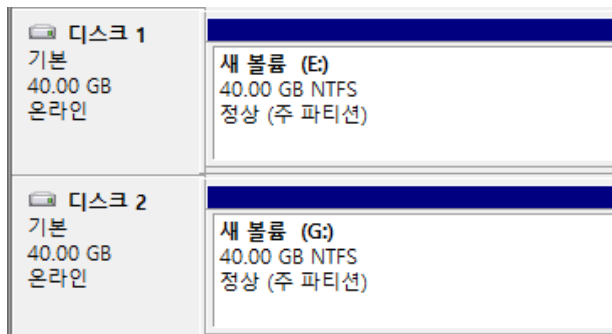 디스크 1
기본
40.00 GB
온라인
새 볼륨 (E:)
40.00 GB NTFS
정상 (주 파티션)
디스크 2
기본
40.00 GB
온라인
새 볼륨 (G:)
40.00 GB NTFS
정상 (주 파티션)